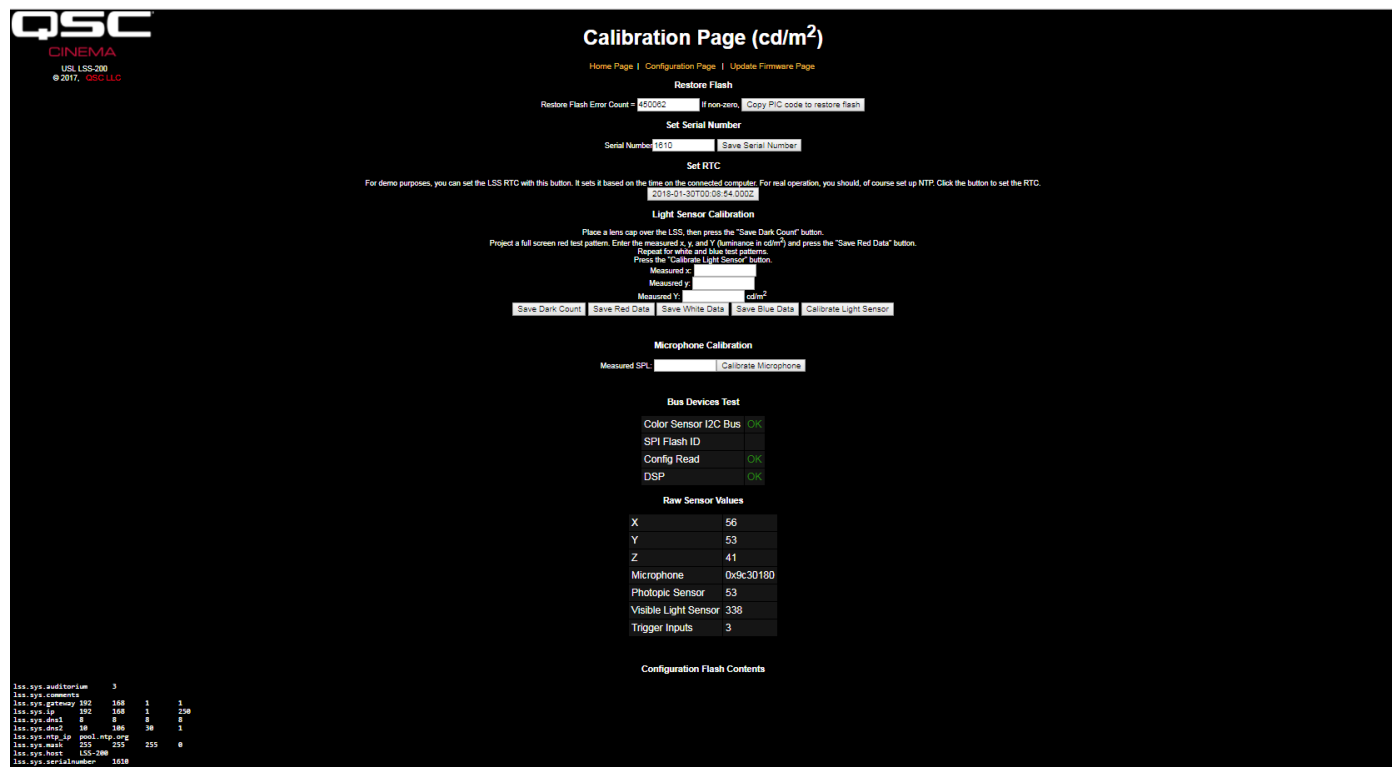 QSC
CINEMA
USL LSS-200
© 2017, QSC LLC
Calibration Page (cd/m²)
Home Page | Configuration Page | Update Firmware Page
Restore Flash
Restore Flash Error Count = 450062 If non-zero, Copy PIC code to restore flash
Set Serial Number
Serial Number 1610 Save Serial Number
Set RTC
For demo purposes, you can set the LSS RTC with this button. It sets it based on the time on the connected computer. For real operation, you should, of course set up NTP. Click the button to set the RTC.
2018-01-30T00:08:54.000Z
Light Sensor Calibration
Place a lens cap over the LSS, then press the "Save Dark Count" button.
Project a full screen red test pattern. Enter the measured x, y, and Y (luminance in cd/m²) and press the "Save Red Data" button.
Repeat for white and blue test patterns.
Press the "Calibrate Light Sensor" button.
Measured x:
Meausred y:
Meausred Y: cd/m²
Save Dark Count Save Red Data Save White Data Save Blue Data Calibrate Light Sensor
Microphone Calibration
Measured SPL: Calibrate Microphone
Bus Devices Test
Color Sensor I2C Bus OK
SPI Flash ID
Config Read OK
DSP OK
Raw Sensor Values
X 56
Y 53
Z 41
Microphone 0x9c30180
Photopic Sensor 53
Visible Light Sensor 338
Trigger Inputs 3
Configuration Flash Contents
lss.sys.auditorium 3
lss.sys.comments
lss.sys.gateway 192 168 1 1
lss.sys.ip 192 168 1 250
lss.sys.dns1 8 8 8 8
lss.sys.dns2 10 106 30 1
lss.sys.ntp_ip pool.ntp.org
lss.sys.mask 255 255 255 0
lss.sys.host LSS-200
lss.sys.serialnumber 1610